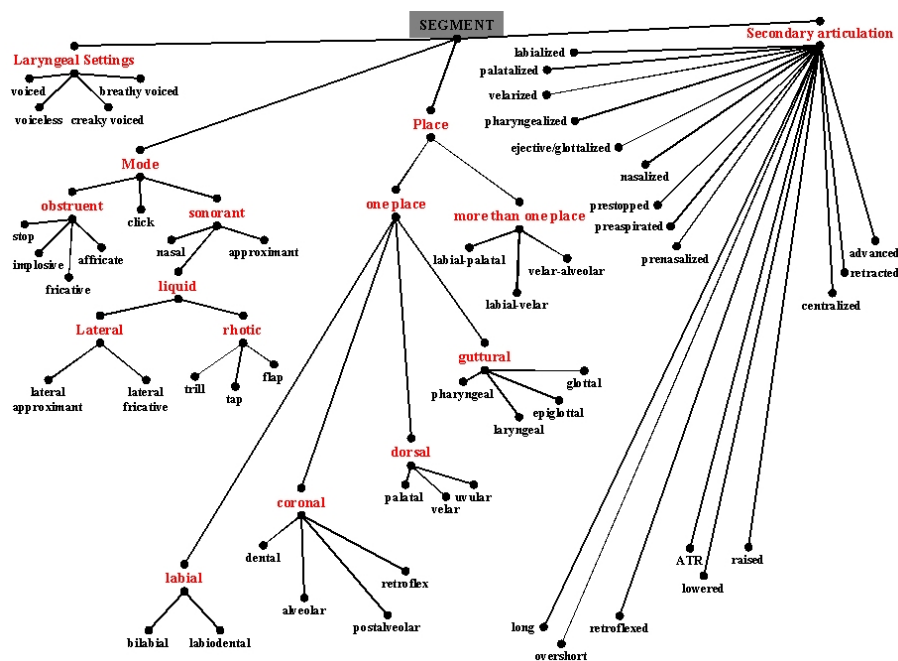 SEGMENT
Secondary articulation
Laryngeal Settings
labialized
palatalized
voiced
breathy voiced
velarized
voiceless
creaky voiced
pharyngealized
Place
ejective/glottalized
Mode
nasalized
obstruent
click
sonorant
one place
more than one place
prestopped
preaspirated
stop
nasal
approximant
labial-palatal
prenasalized
advanced
implosive
affricate
velar-alveolar
retracted
fricative
liquid
labial-velar
centralized
Lateral
rhotic
guttural
flap
glottal
lateral
approximant
lateral
fricative
trill
tap
pharyngeal
epiglottal
laryngeal
dorsal
palatal
uvular
velar
coronal
dental
ATR
raised
labial
retroflex
lowered
alveolar
postalveolar
long
retroflexed
bilabial
labiodental
overshort